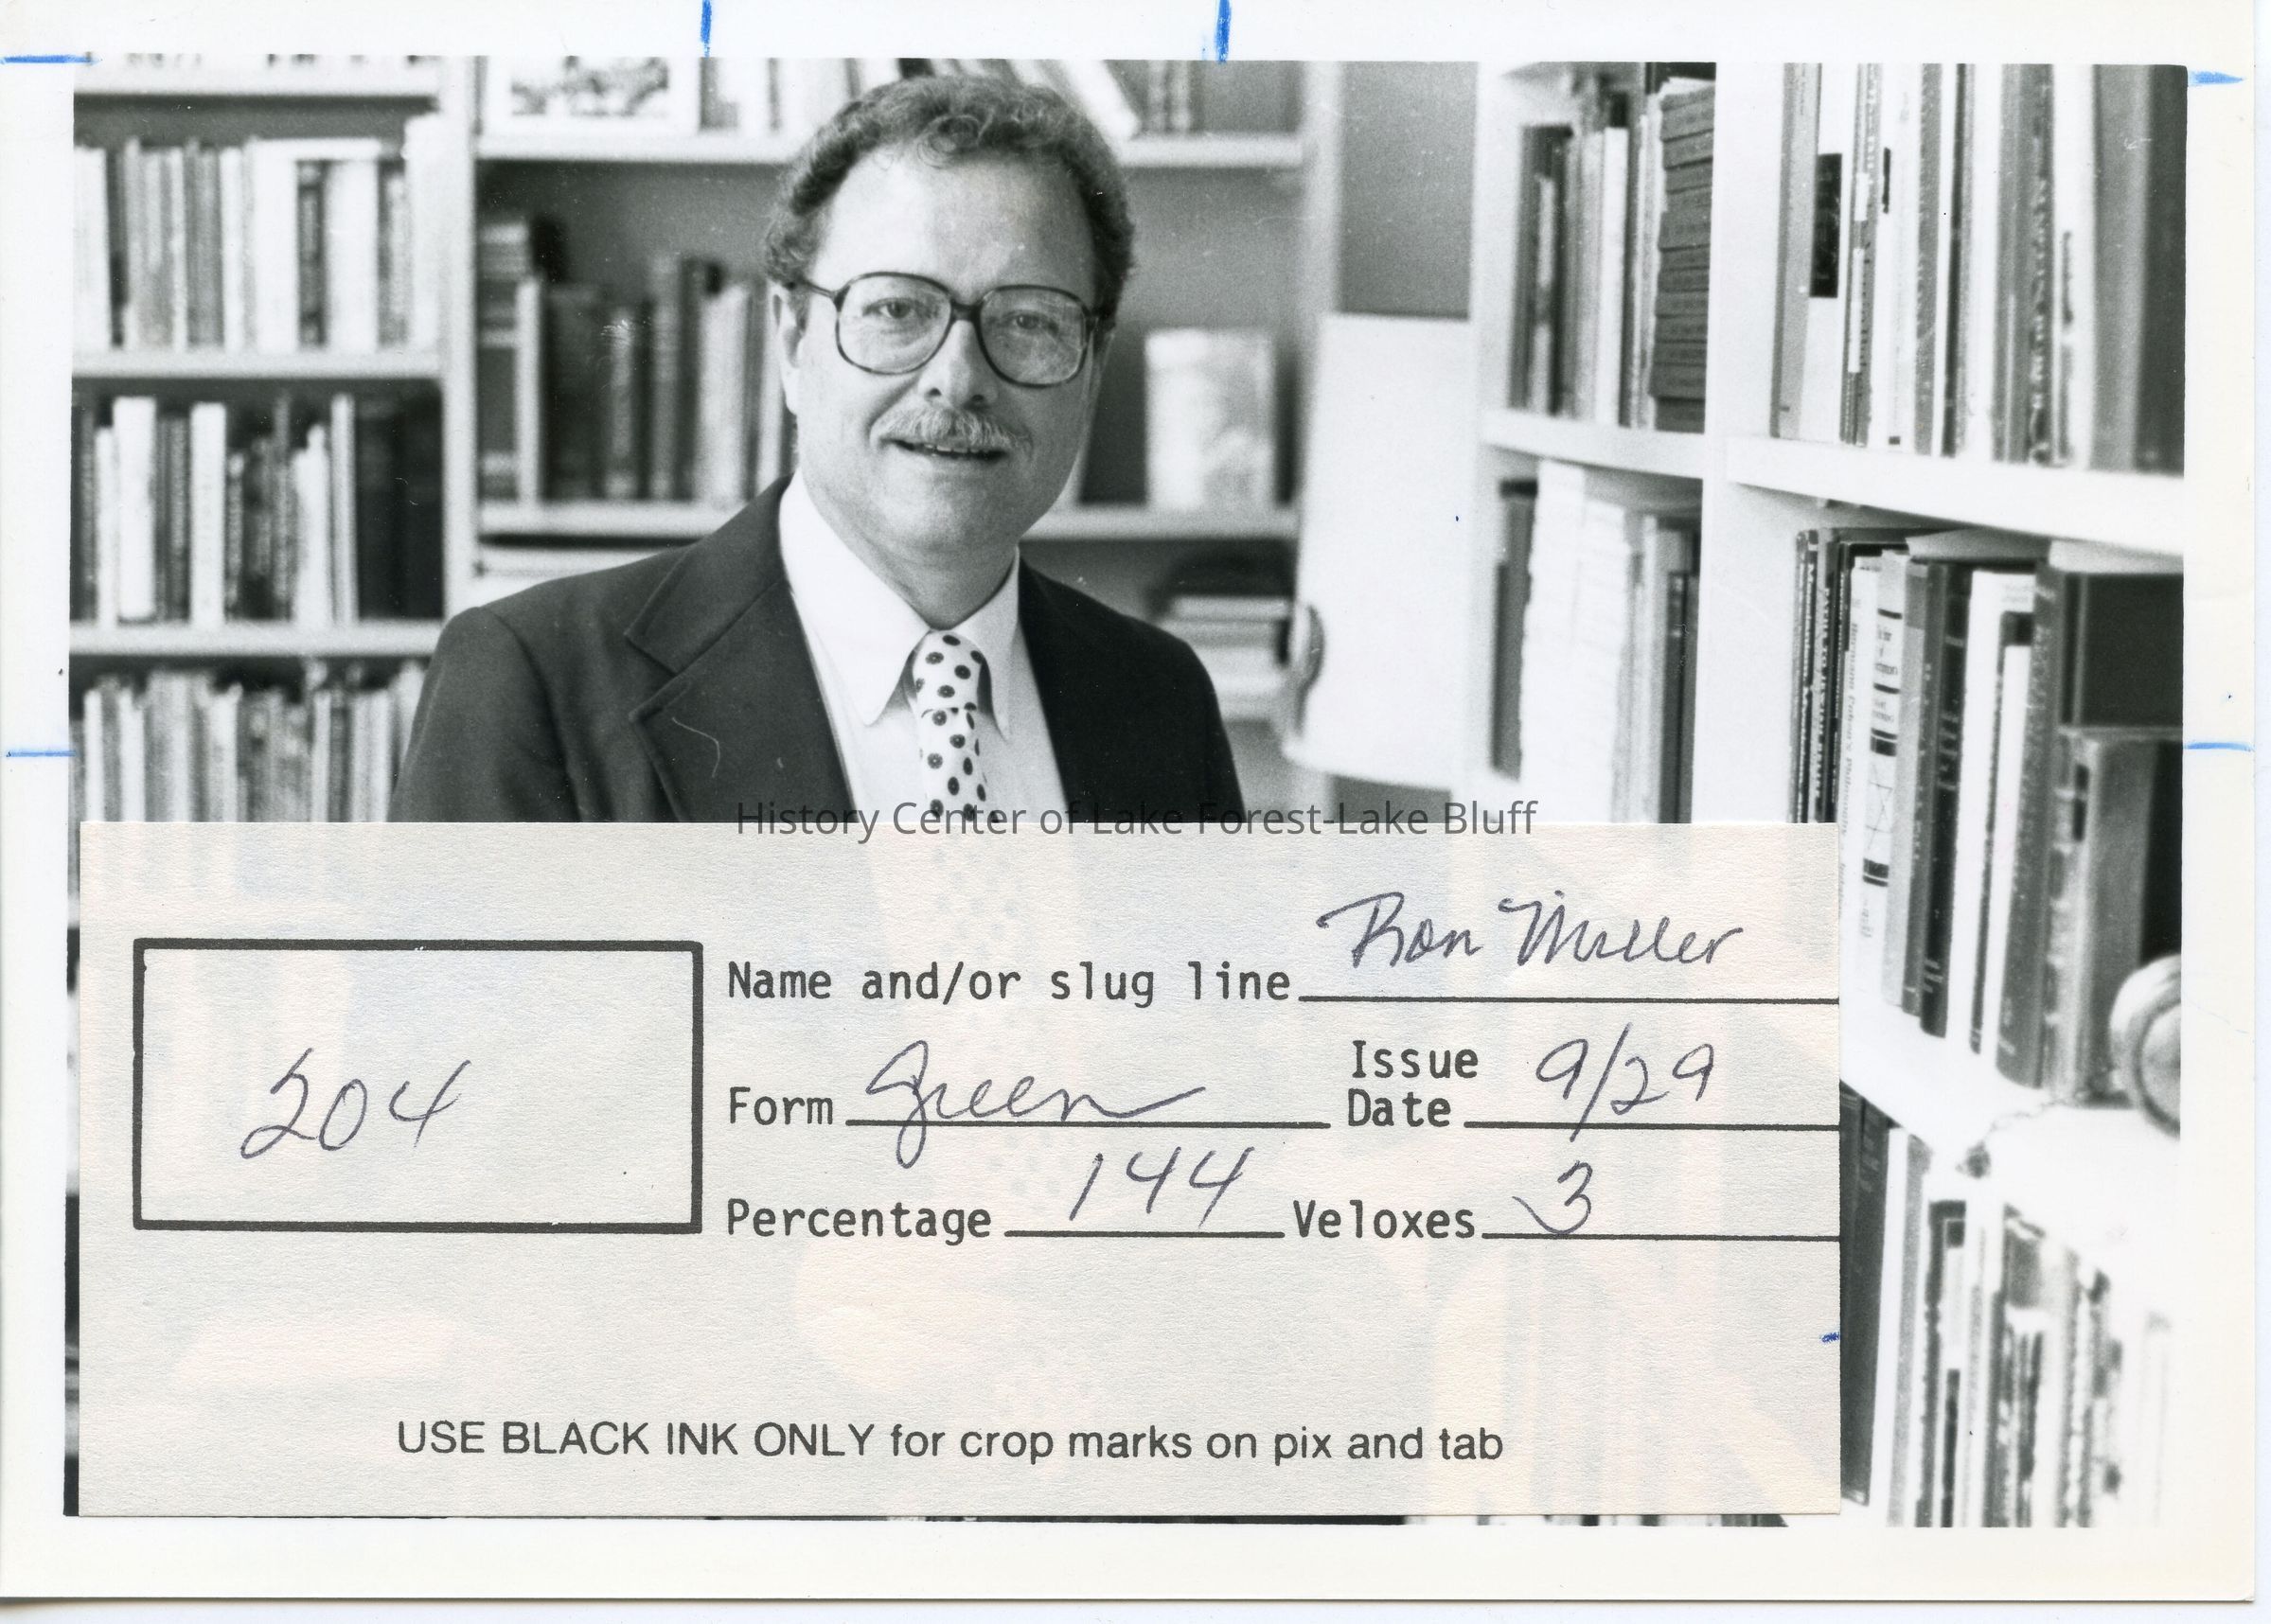 History Center of Lake Forest-Lake Bluff
Name and/or slug line Ron Miller
204
Form Green Issue Date 9/29
Percentage 144 Veloxes 3
USE BLACK INK ONLY for crop marks on pix and tab